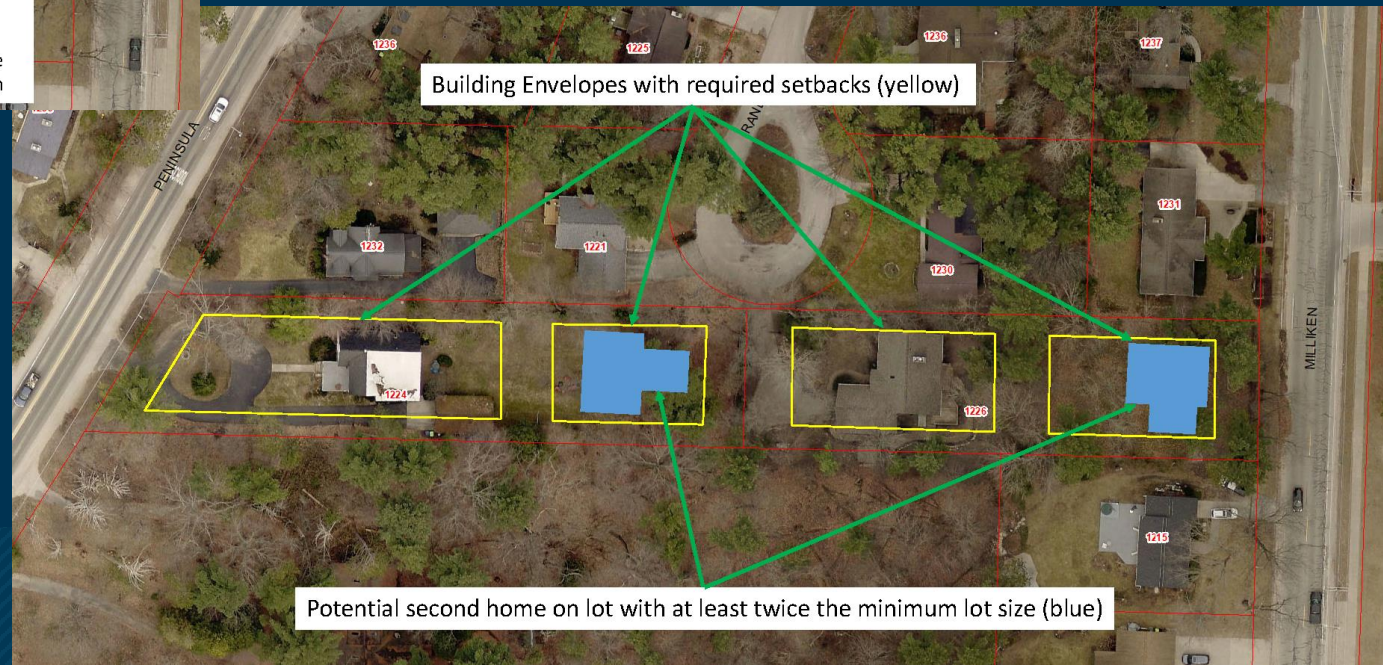 e
n
1236
1225
1236
1237
Building Envelopes with required setbacks (yellow)
PENINSULA
RAN
1232
1221
1230
1231
MILLIKEN
1224
1226
1215
Potential second home on lot with at least twice the minimum lot size (blue)